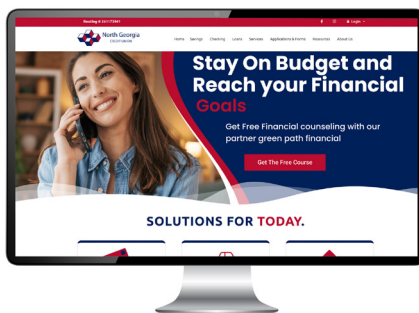 North Georgia
CREDIT UNION
Home Savings Checking Loans Services Applications & Forms Resources About Us
Login
Stay On Budget and
Reach your Financial
Goals
Get Free Financial counseling with our
partner green path financial
Get The Free Course
SOLUTIONS FOR TODAY.